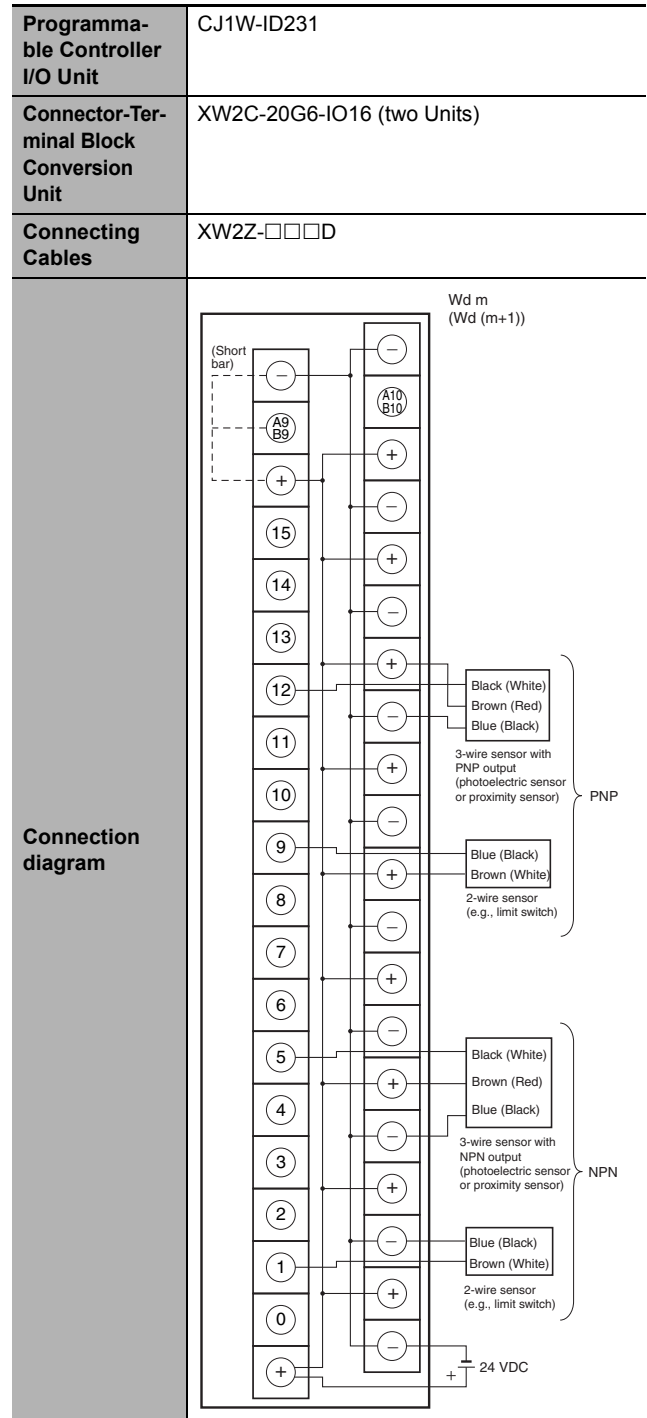 Programma-
ble Controller
I/O Unit
CJ1W-ID231
Connector-Ter-
minal Block
Conversion
Unit
XW2C-20G6-IO16 (two Units)
Connecting
Cables
XW2Z-□□□D
Connection
diagram
Wd m
(Wd (m+1))
(Short
bar)
−
A9
B9
+
15
14
13
12
11
10
9
8
7
6
5
4
3
2
1
0
+
−
A10
B10
+
−
+
−
+
−
+
−
+
−
+
−
+
−
+
−
+
−
Black (White)
Brown (Red)
Blue (Black)
3-wire sensor with
PNP output
(photoelectric sensor
or proximity sensor)
Blue (Black)
Brown (White)
2-wire sensor
(e.g., limit switch)
PNP
Black (White)
Brown (Red)
Blue (Black)
3-wire sensor with
NPN output
(photoelectric sensor
or proximity sensor)
Blue (Black)
Brown (White)
2-wire sensor
(e.g., limit switch)
NPN
+
24 VDC